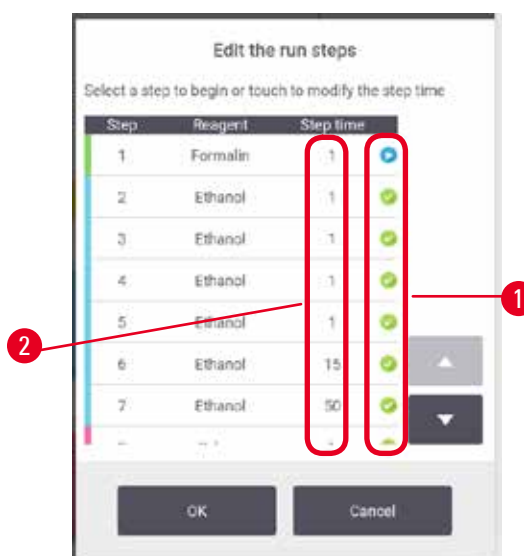 Edit the run steps
Select a step to begin or touch to modify the step time
Step Reagent Step time
1 Formalin 1
2 Ethanol 1
3 Ethanol 1
4 Ethanol 1
5 Ethanol 1
6 Ethanol 15
7 Ethanol 50
OK Cancel
1
2